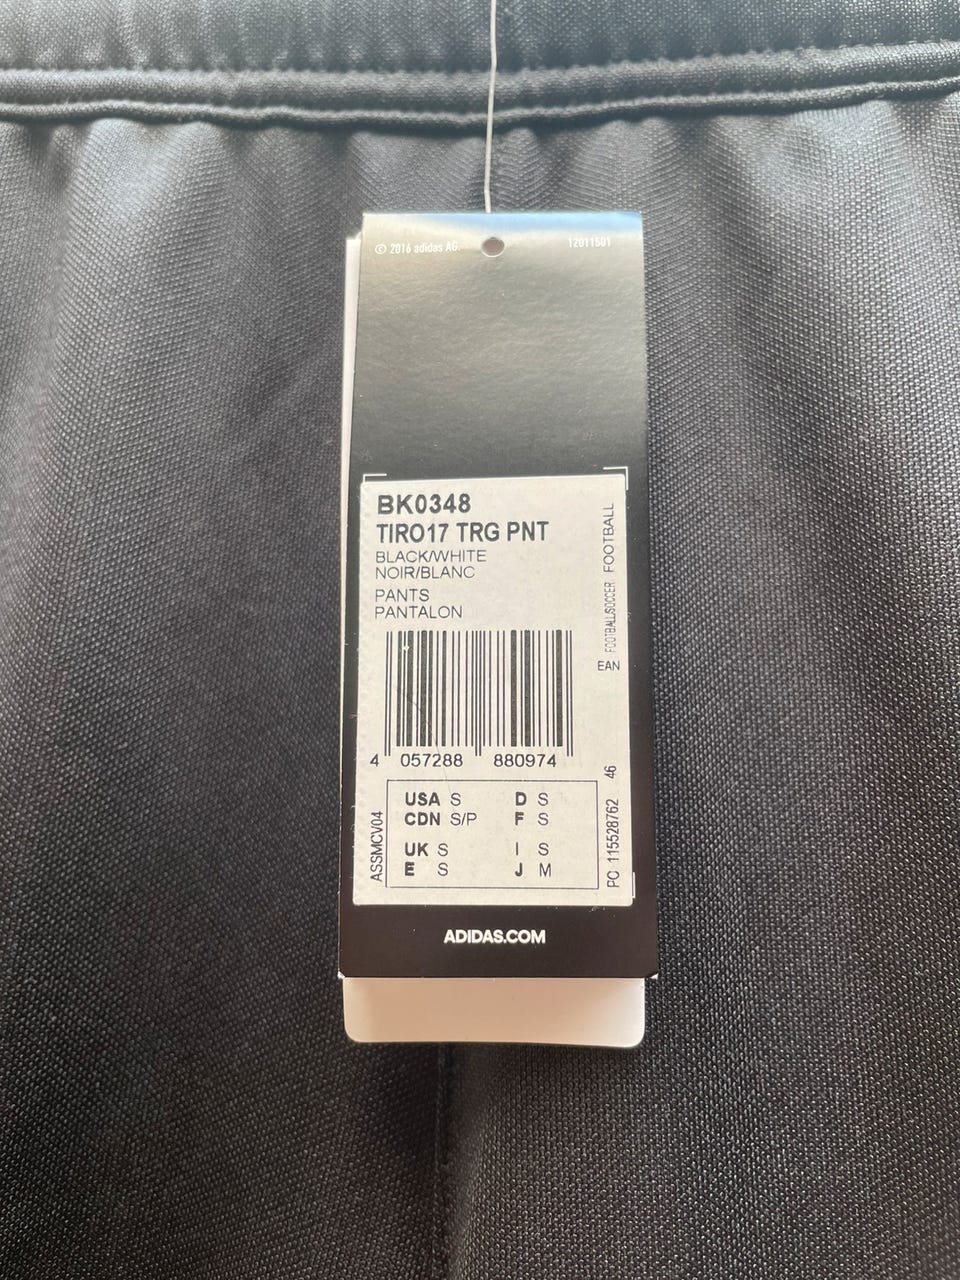 © 2016 adidas AG. 12011501
BK0348
TIRO17 TRG PNT
BLACK/WHITE
NOIR/BLANC
PANTS
PANTALON
FOOTBALL/SOCCER FOOTBALL
EAN
4 057288 880974
USA S D S
CDN S/P F S
UK S I S
E S J M
ASSMCV04
PC 115528762 46
ADIDAS.COM